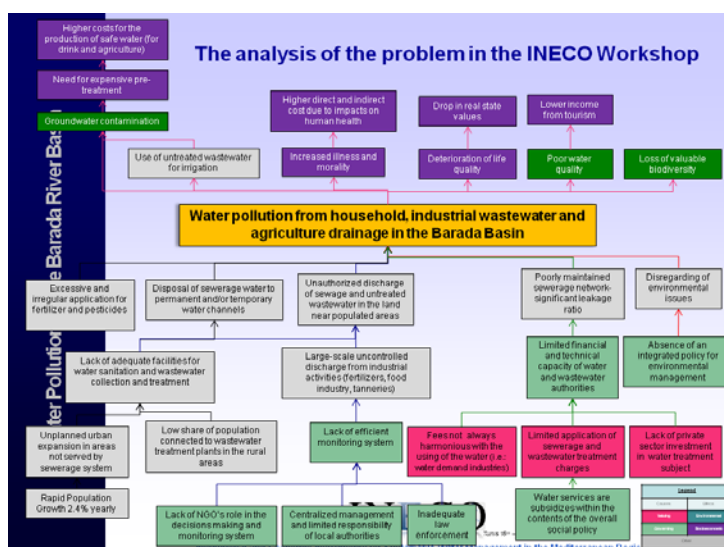 Higher costs for the
production of safe water (for
drink and agriculture)
The analysis of the problem in the INECO Workshop
Need for expensive pre-
treatment
Groundwater contamination
Higher direct and indirect
cost due to impacts on
human health
Drop in real state
values
Lower income
from tourism
Use of untreated wastewater
for irrigation
Increased illness and
morality
Deterioration of life
quality
Poor water
quality
Loss of valuable
biodiversity
Water pollution from household, industrial wastewater and
agriculture drainage in the Barada Basin
Excessive and
irregular application for
fertilizer and pesticides
Disposal of sewerage water to
permanent and/or temporary
water channels
Unauthorized discharge
of sewage and untreated
wastewater in the land
near populated areas
Poorly maintained
sewerage network-
significant leakage
ratio
Disregarding of
environmental
issues
Lack of adequate facilities for
water sanitation and wastewater
collection and treatment
Large-scale uncontrolled
discharge from industrial
activities (fertilizers, food
industry, tanneries)
Limited financial
and technical
capacity of water
and wastewater
authorities
Absence of an
integrated policy for
environmental
management
Unplanned urban
expansion in areas
not served by
sewerage system
Low share of population
connected to wastewater
treatment plants in the rural
areas
Lack of efficient
monitoring system
Fees not always
harmonious with the
using of the water (i.e.:
water demand industries)
Limited application of
sewerage and
wastewater treatment
charges
Lack of private
sector investment
in water treatment
subject
Rapid Population
Growth 2.4% yearly
Lack of NGO's role in the
decisions making and
monitoring system
Centralized management
and limited responsibility
of local authorities
Inadequate
law
enforcement
Water services are
subsidizes within the
contents of the overall
social policy
Legend
Water Pollution
Barada River Basin